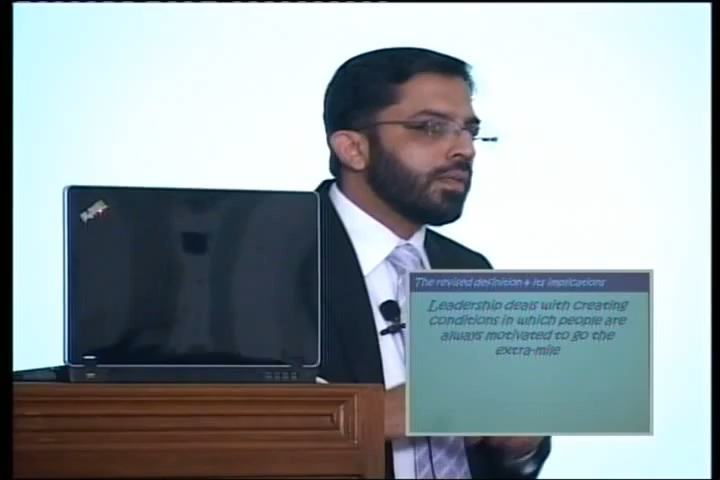 The revised definition & its implications
Leadership deals with creating
conditions in which people are
always motivated to go the
extra-mile